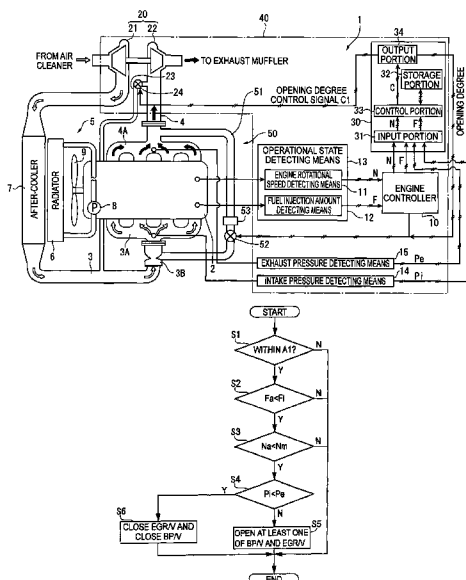 40
1
20
21
22
34
OUTPUT PORTION
FROM AIR CLEANER
TO EXHAUST MUFFLER
32
STORAGE PORTION
23
24
OPENING DEGREE CONTROL SIGNAL C1
C
33
CONTROL PORTION
30
N
F
31
INPUT PORTION
OPENING DEGREE
51
5
4A
4
50
OPERATIONAL STATE DETECTING MEANS
13
N
F
9
ENGINE ROTATIONAL SPEED DETECTING MEANS
N
11
ENGINE CONTROLLER
7
AFTER-COOLER
RADIATOR
8
P
53
FUEL INJECTION AMOUNT DETECTING MEANS
F
12
10
52
6
3
3A
3B
2
15
EXHAUST PRESSURE DETECTING MEANS
Pe
14
INTAKE PRESSURE DETECTING MEANS
Pi
START
S1
WITHIN A1?
N
Y
S2
Fa<Fl
N
Y
S3
Na<Nm
N
Y
S4
Y
Pi<Pe
N
S6
CLOSE EGR/V AND CLOSE BP/V
OPEN AT LEAST ONE OF BP/V AND EGR/V
S5
END